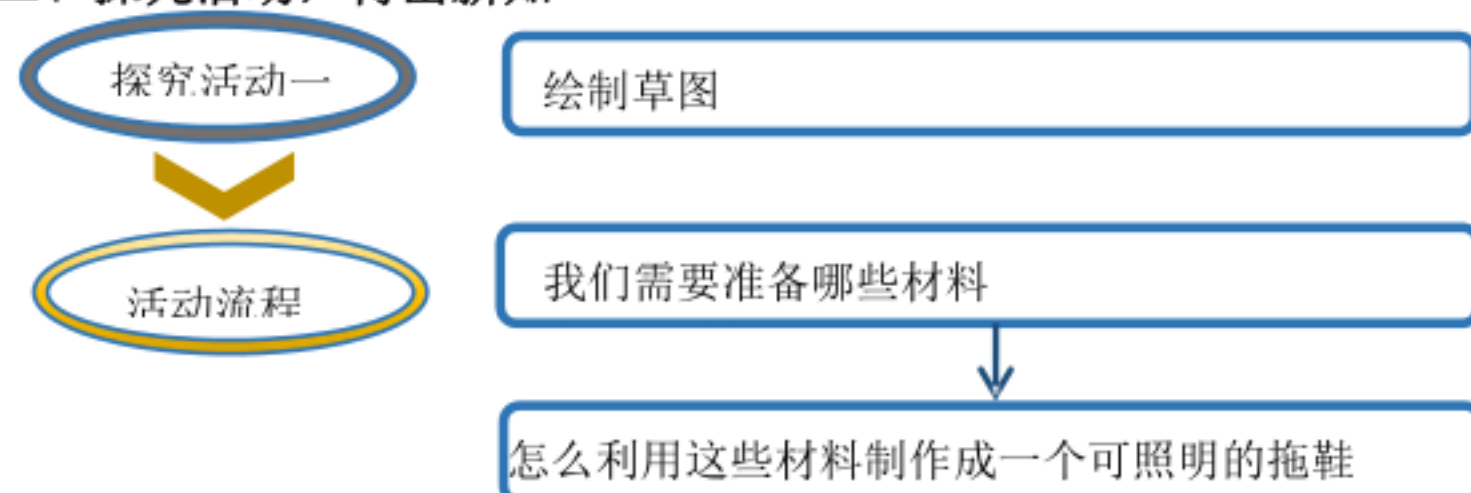 探究活动一
绘制草图
活动流程
我们需要准备哪些材料
怎么利用这些材料制作成一个可照明的拖鞋